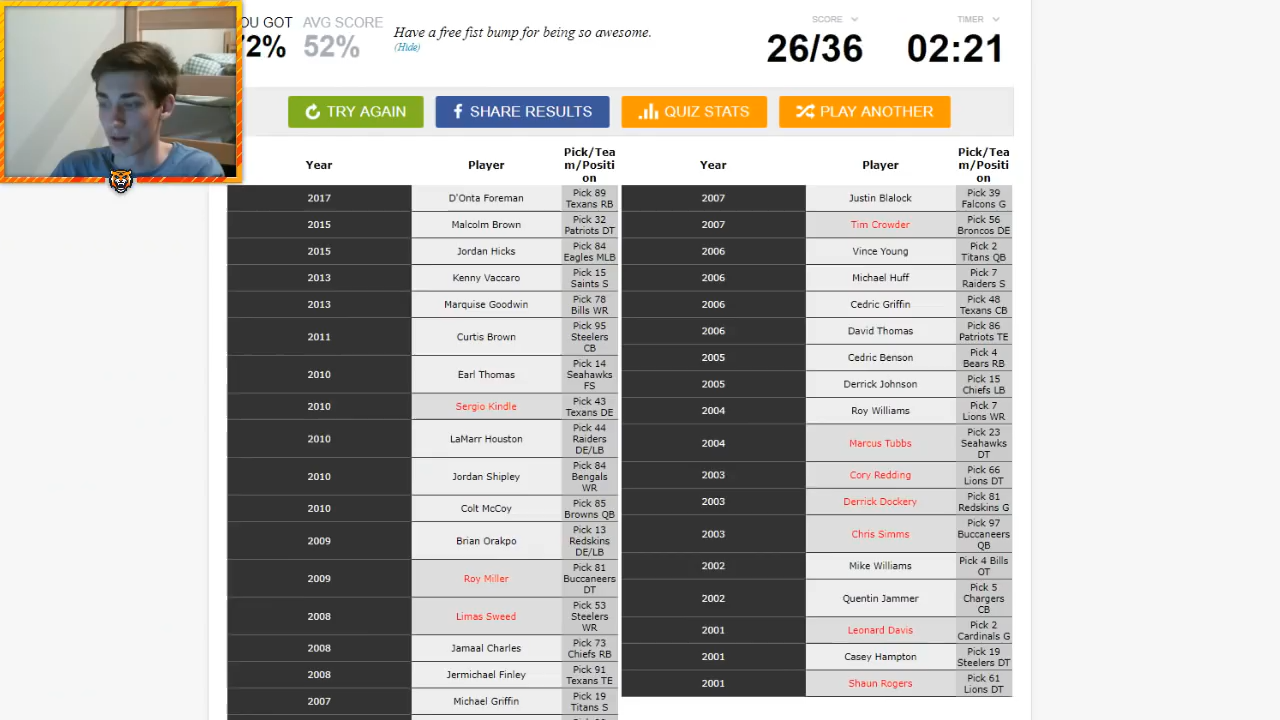 OU GOT AVG SCORE
2% 52%
Have a free fist bump for being so awesome.
(Hide)
SCORE TIMER
26/36 02:21
TRY AGAIN SHARE RESULTS QUIZ STATS PLAY ANOTHER
Year Player Pick/Tea
m/Positi
on
2017 D'Onta Foreman Pick 89
Texans RB
2015 Malcolm Brown Pick 32
Patriots DT
2015 Jordan Hicks Pick 84
Eagles MLB
2013 Kenny Vaccaro Pick 15
Saints S
2013 Marquise Goodwin Pick 78
Bills WR
2011 Curtis Brown Pick 95
Steelers
CB
2010 Earl Thomas Pick 14
Seahawks
FS
2010 Sergio Kindle Pick 43
Texans DE
2010 LaMarr Houston Pick 44
Raiders
DE/LB
2010 Jordan Shipley Pick 84
Bengals
WR
2010 Colt McCoy Pick 85
Browns QB
2009 Brian Orakpo Pick 13
Redskins
DE/LB
2009 Roy Miller Pick 81
Buccaneers
DT
2008 Limas Sweed Pick 53
Steelers
WR
2008 Jamaal Charles Pick 73
Chiefs RB
2008 Jermichael Finley Pick 91
Texans TE
2007 Michael Griffin Pick 19
Titans S
Year Player Pick/Tea
m/Positi
on
2007 Justin Blalock Pick 39
Falcons G
2007 Tim Crowder Pick 56
Broncos DE
2006 Vince Young Pick 2
Titans QB
2006 Michael Huff Pick 7
Raiders S
2006 Cedric Griffin Pick 48
Texans CB
2006 David Thomas Pick 86
Patriots TE
2005 Cedric Benson Pick 4
Bears RB
2005 Derrick Johnson Pick 15
Chiefs LB
2004 Roy Williams Pick 7
Lions WR
2004 Marcus Tubbs Pick 23
Seahawks
DT
2003 Cory Redding Pick 66
Lions DT
2003 Derrick Dockery Pick 81
Redskins G
2003 Chris Simms Pick 97
Buccaneers
QB
2002 Mike Williams Pick 4 Bills
OT
2002 Quentin Jammer Pick 5
Chargers
CB
2001 Leonard Davis Pick 2
Cardinals G
2001 Casey Hampton Pick 19
Steelers DT
2001 Shaun Rogers Pick 61
Lions DT